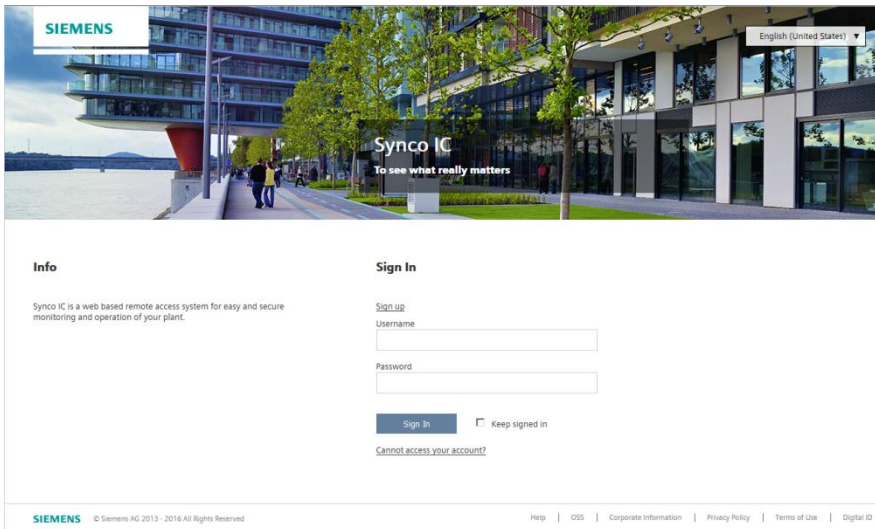 SIEMENS
English (United States) ▼
Synco IC
To see what really matters
Info
Synco IC is a web based remote access system for easy and secure
monitoring and operation of your plant.
Sign In
Sign up
Username
Password
Sign In
Keep signed in
Cannot access your account?
SIEMENS © Siemens AG 2013 - 2016 All Rights Reserved
Help | OSS | Corporate Information | Privacy Policy | Terms of Use | Digital ID